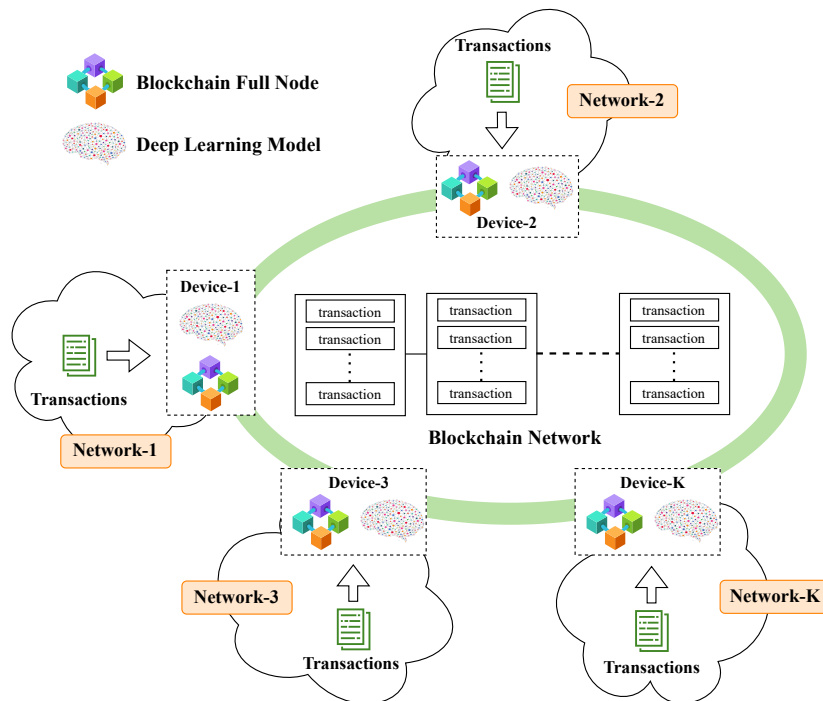 Blockchain Full Node
Deep Learning Model
Transactions
Network-2
Device-2
Device-1
Transactions
Network-1
transaction
transaction
transaction
transaction
transaction
transaction
transaction
transaction
transaction
Blockchain Network
Device-3
Network-3
Transactions
Device-K
Network-K
Transactions